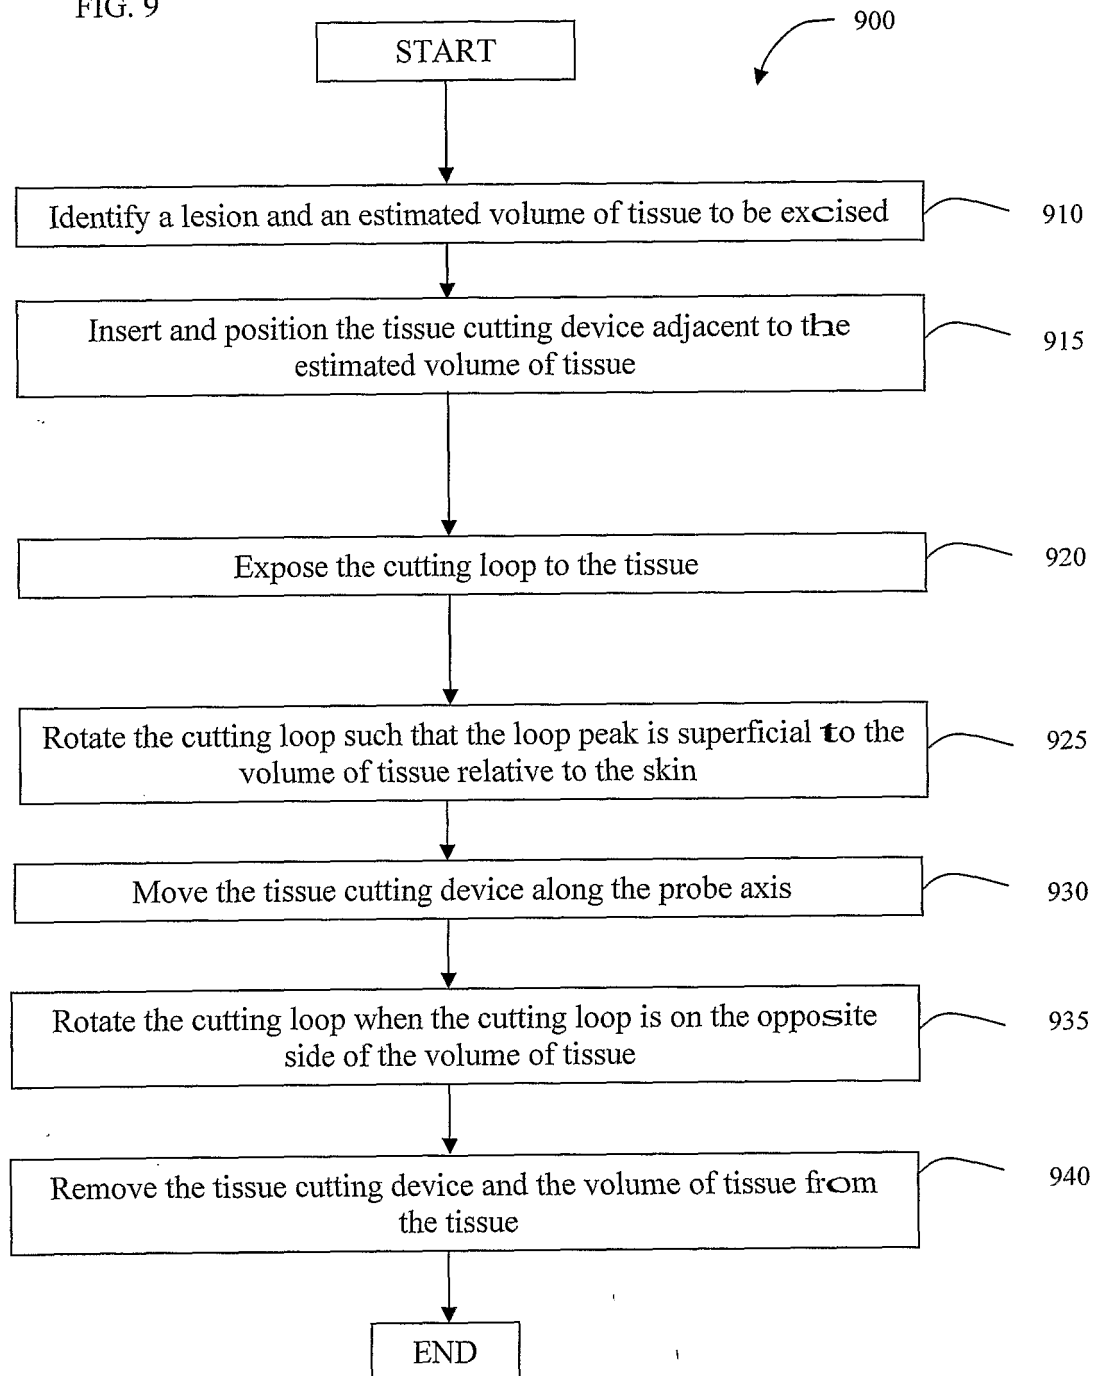 FIG. 9
900
START
Identify a lesion and an estimated volume of tissue to be excised
910
Insert and position the tissue cutting device adjacent to the
estimated volume of tissue
915
Expose the cutting loop to the tissue
920
Rotate the cutting loop such that the loop peak is superficial to the
volume of tissue relative to the skin
925
Move the tissue cutting device along the probe axis
930
Rotate the cutting loop when the cutting loop is on the opposite
side of the volume of tissue
935
Remove the tissue cutting device and the volume of tissue from
the tissue
940
END